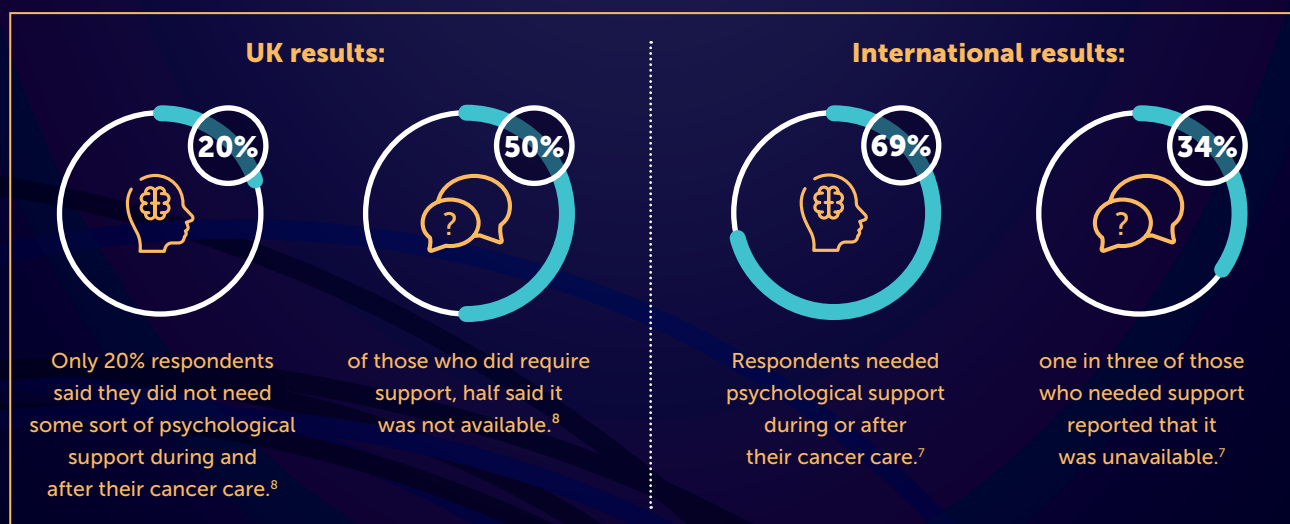 UK results:
20%
Only 20% respondents
said they did not need
some sort of psychological
support during and
after their cancer care.⁸
50%
?
of those who did require
support, half said it
was not available.⁸
International results:
69%
Respondents needed
psychological support
during or after
their cancer care.⁷
34%
?
one in three of those
who needed support
reported that it
was unavailable.⁷